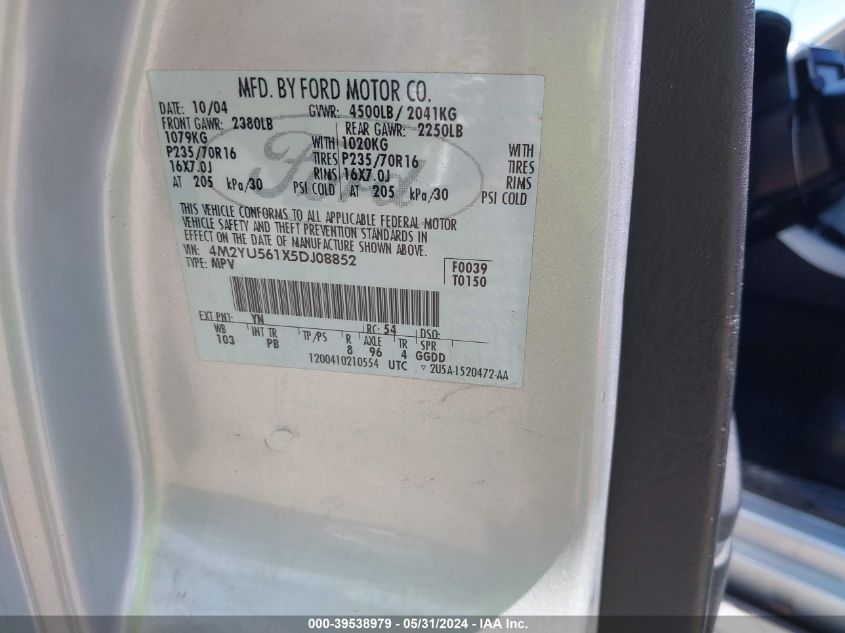 MFD. BY FORD MOTOR CO.
DATE: 10/04 GVWR: 4500LB/ 2041KG
FRONT GAWR: 2380LB REAR GAWR: 2250LB
1079KG WITH 1020KG WITH
P235/70R16 TIRES P235/70R16 TIRES
16X7.0J RIMS 16X7.0J RIMS
AT 205 kPa/30 PSI COLD AT 205 kPa/30 PSI COLD
Ford
THIS VEHICLE CONFORMS TO ALL APPLICABLE FEDERAL MOTOR
VEHICLE SAFETY AND THEFT PREVENTION STANDARDS IN
EFFECT ON THE DATE OF MANUFACTURE SHOWN ABOVE.
VIN: 4M2YU561X5DJ08852 F0039
TYPE: MPV T0150
EXT PNT: YN RC: 54 DSO:
WB INT TR TP/PS R AXLE TR SPR
103 PB 8 96 4 GGDD
1200410210554 UTC ▽ 2U5A-1520472-AA
000-39538979 - 05/31/2024 - IAA Inc.